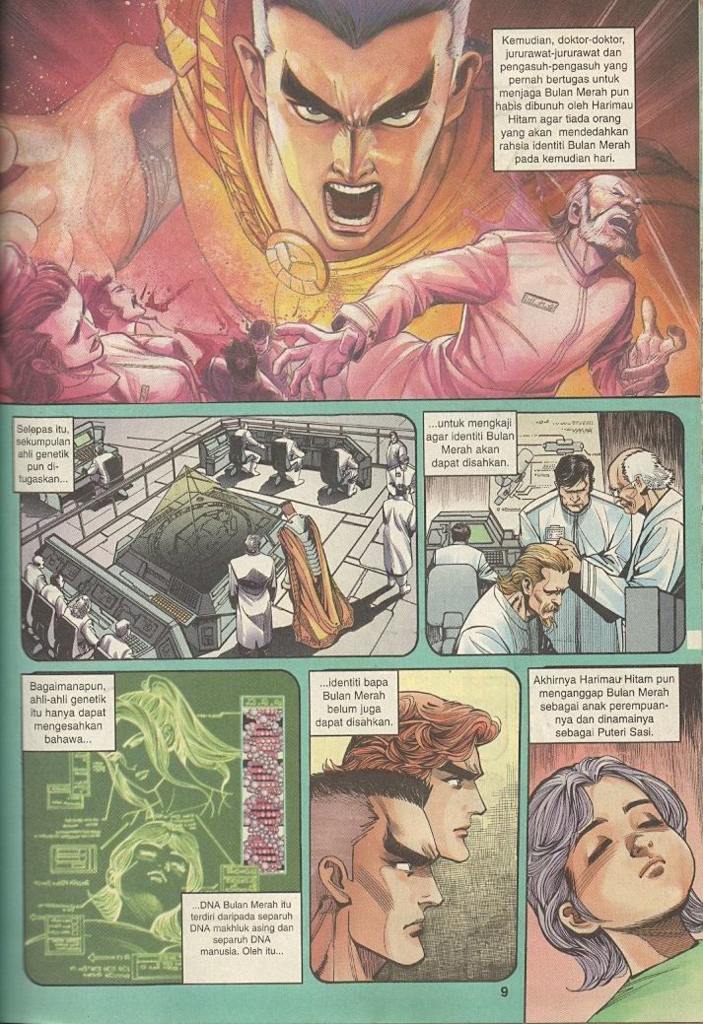 Kemudian, doktor-doktor,
jururawat-jururawat dan
pengasuh-pengasuh yang
pernah bertugas untuk
menjaga Bulan Merah pun
habis dibunuh oleh Harimau
Hitam agar tiada orang
yang akan mendedahkan
rahsia identiti Bulan Merah
pada kemudian hari.
Selepas itu,
sekumpulan
ahli genetik
pun di-
tugaskan...
...untuk mengkaji
agar identiti Bulan
Merah akan
dapat disahkan.
Bagaimanapun,
ahli-ahli genetik
itu hanya dapat
mengesahkan
bahawa...
...DNA Bulan Merah itu
terdiri daripada separuh
DNA makhluk asing dan
separuh DNA
manusia. Oleh itu...
...identiti bapa
Bulan Merah
belum juga
dapat disahkan.
Akhirnya Harimau Hitam pun
menganggap Bulan Merah
sebagai anak perempuan-
nya dan dinamainya
sebagai Puteri Sasi.
9